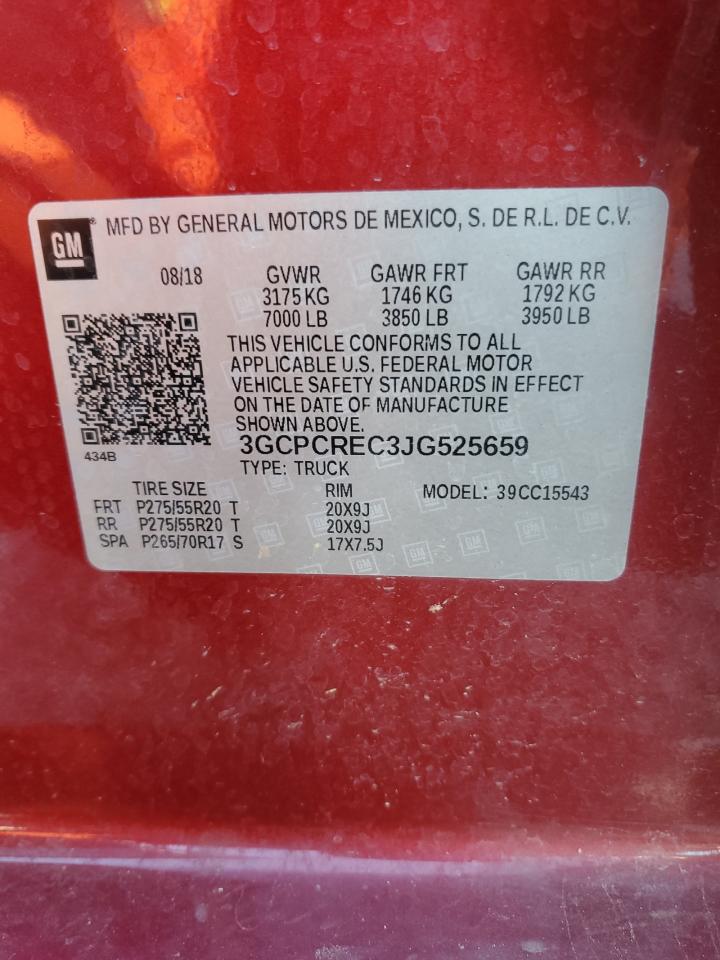 GM® MFD BY GENERAL MOTORS DE MEXICO, S. DE R.L. DE C.V.
08/18 GVWR GAWR FRT GAWR RR
3175 KG 1746 KG 1792 KG
7000 LB 3850 LB 3950 LB
THIS VEHICLE CONFORMS TO ALL
APPLICABLE U.S. FEDERAL MOTOR
VEHICLE SAFETY STANDARDS IN EFFECT
ON THE DATE OF MANUFACTURE
SHOWN ABOVE.
434B
3GCPCREC3JG525659
TYPE: TRUCK
TIRE SIZE RIM MODEL: 39CC15543
FRT P275/55R20 T 20X9J
RR P275/55R20 T 20X9J
SPA P265/70R17 S 17X7.5J